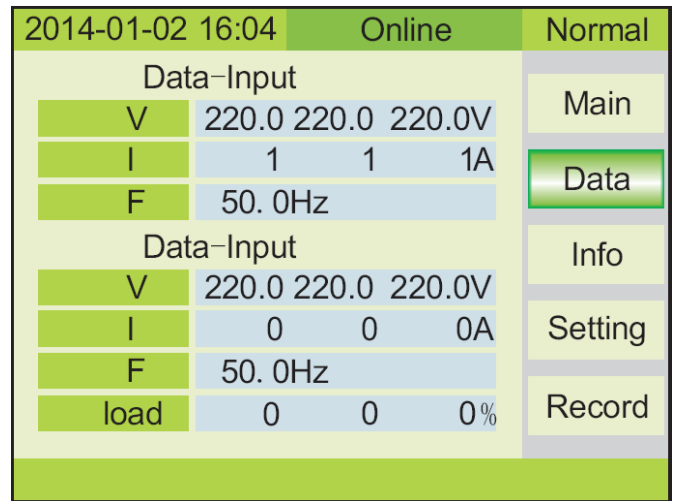 2014-01-02 16:04 Online Normal
Data-Input
V 220.0 220.0 220.0V
I 1 1 1A
F 50. 0Hz
Data-Input
V 220.0 220.0 220.0V
I 0 0 0A
F 50. 0Hz
load 0 0 0%
Main
Data
Info
Setting
Record